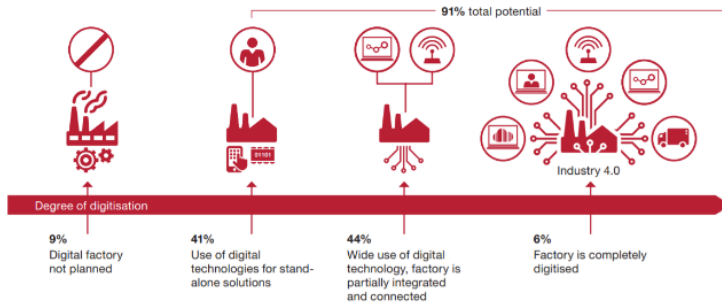 91% total potential
01101
Industry 4.0
Degree of digitisation
9%
Digital factory
not planned
41%
Use of digital
technologies for stand-
alone solutions
44%
Wide use of digital
technology, factory is
partially integrated
and connected
6%
Factory is completely
digitised